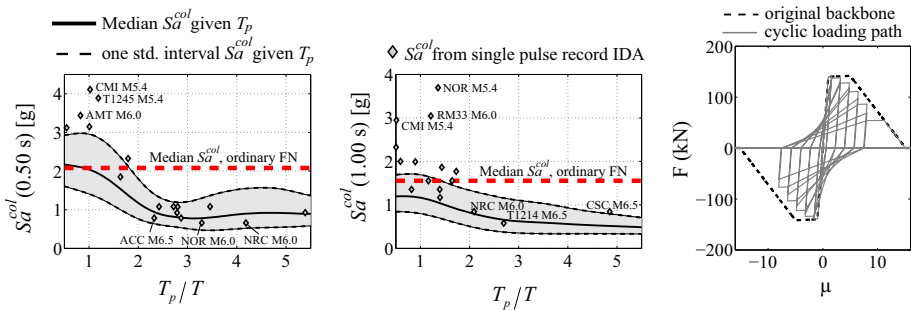 Median Sa^col given T_p
one std. interval Sa^col given T_p
Sa^col from single pulse record IDA
original backbone
cyclic loading path
4
3
2
1
0
1
2
3
4
5
Sa^col (0.50 s) [g]
T_p/T
CMI M5.4
T1245 M5.4
AMT M6.0
Median Sa^col, ordinary FN
ACC M6.5
NOR M6.0
NRC M6.0
4
3
2
1
0
1
2
3
4
5
Sa^col (1.00 s) [g]
T_p/T
NOR M5.4
RM33 M6.0
CMI M5.4
Median Sa^col, ordinary FN
NRC M6.0
T1214 M6.5
CSC M6.5
200
100
0
−100
−200
−10
0
10
F (kN)
μ